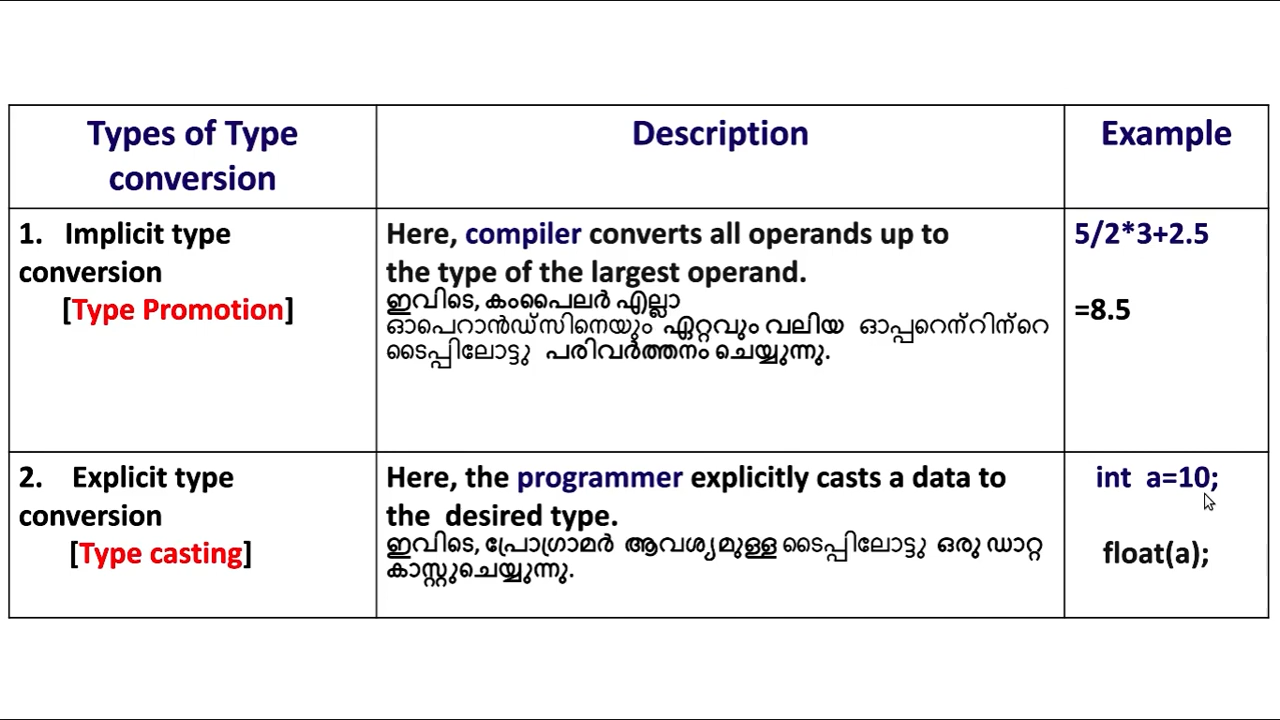 Types of Type
conversion
Description
Example
1. Implicit type
conversion
[Type Promotion]
Here, compiler converts all operands up to
the type of the largest operand.
ഇവിടെ, കംപൈലർ എല്ലാ
ഓപെറാൻഡ്സിനെയും ഏറ്റവും വലിയ ഓപ്പറെന്റിന്റെ
ടൈപ്പിലോട്ടു പരിവർത്തനം ചെയ്യുന്നു.
5/2*3+2.5
=8.5
2. Explicit type
conversion
[Type casting]
Here, the programmer explicitly casts a data to
the desired type.
ഇവിടെ, പ്രോഗ്രാമർ ആവശ്യമുള്ള ടൈപ്പിലോട്ടു ഒരു ഡാറ്റ
കാസ്റ്റുചെയ്യുന്നു.
int a=10;
float(a);